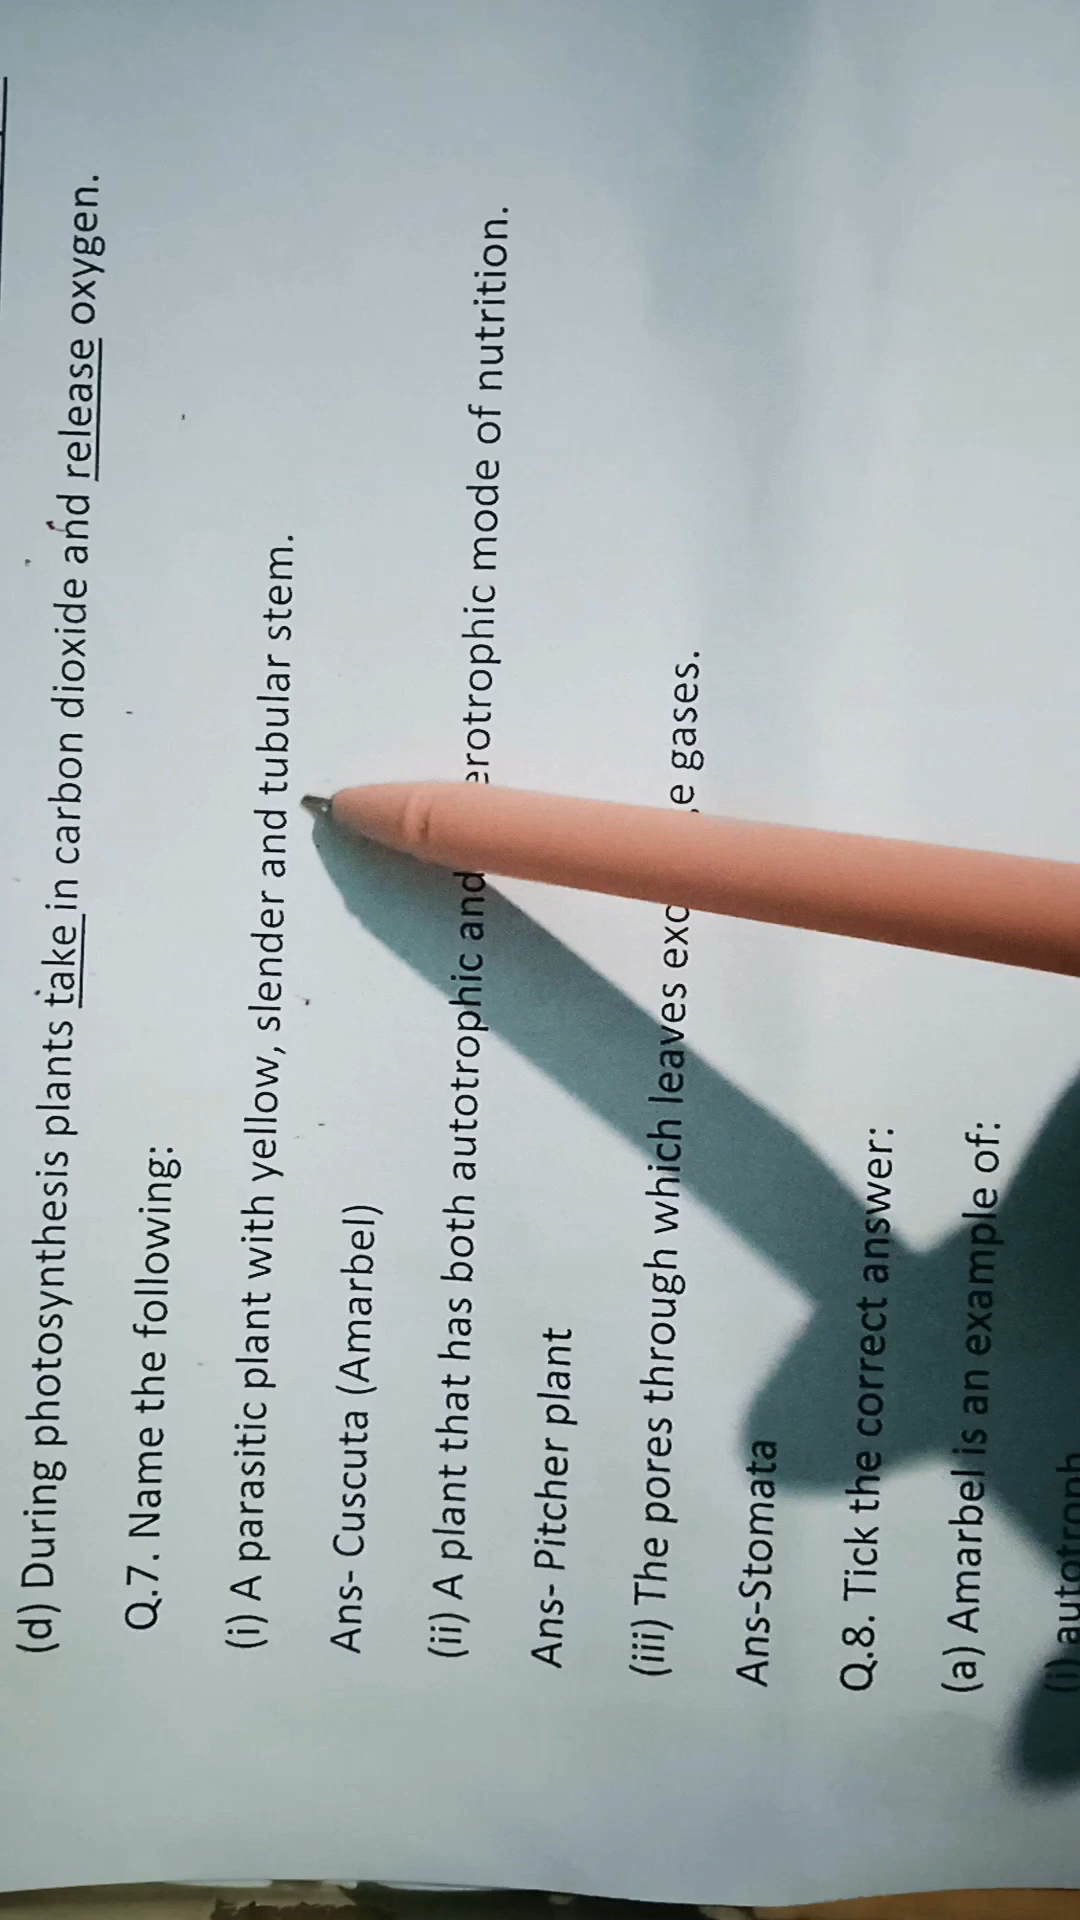 (d) During photosynthesis plants take in carbon dioxide and release oxygen.
Q.7. Name the following:
(i) A parasitic plant with yellow, slender and tubular stem.
Ans- Cuscuta (Amarbel)
(ii) A plant that has both autotrophic and erotrophic mode of nutrition.
Ans- Pitcher plant
(iii) The pores through which leaves exc e gases.
Ans-Stomata
Q.8. Tick the correct answer:
(a) Amarbel is an example of:
(i) autotroph